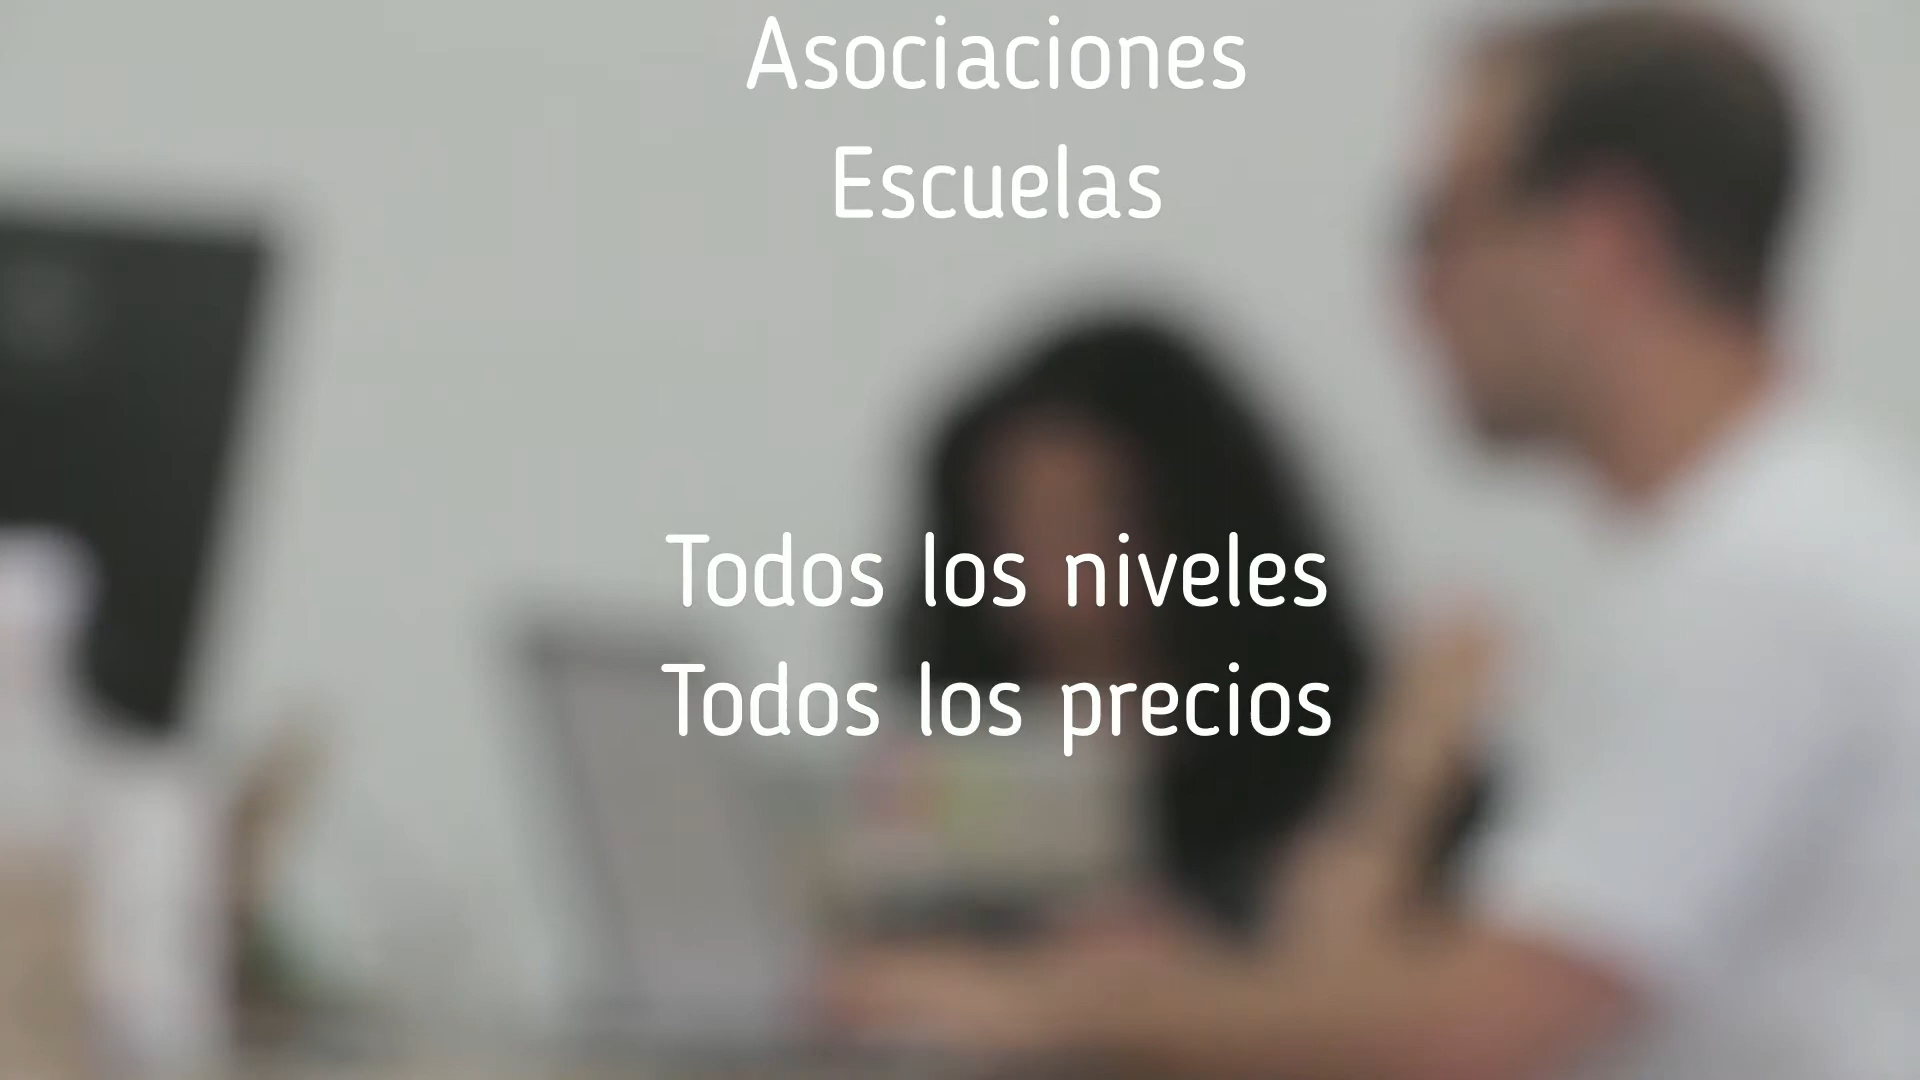 Asociaciones
Escuelas
Todos los niveles
Todos los precios